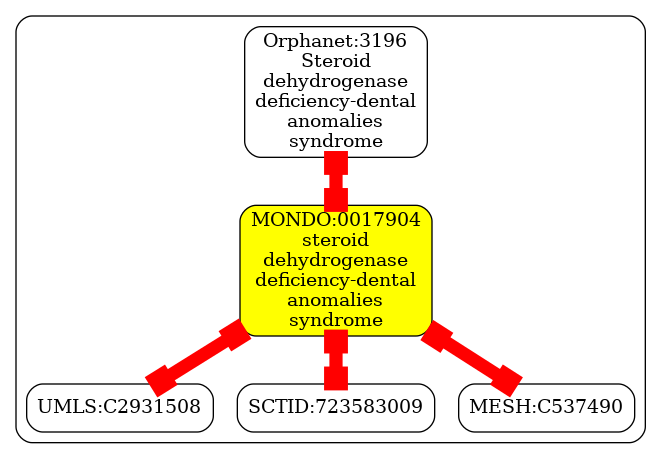 Orphanet:3196
Steroid
dehydrogenase
deficiency-dental
anomalies
syndrome
MONDO:0017904
steroid
dehydrogenase
deficiency-dental
anomalies
syndrome
UMLS:C2931508
SCTID:723583009
MESH:C537490